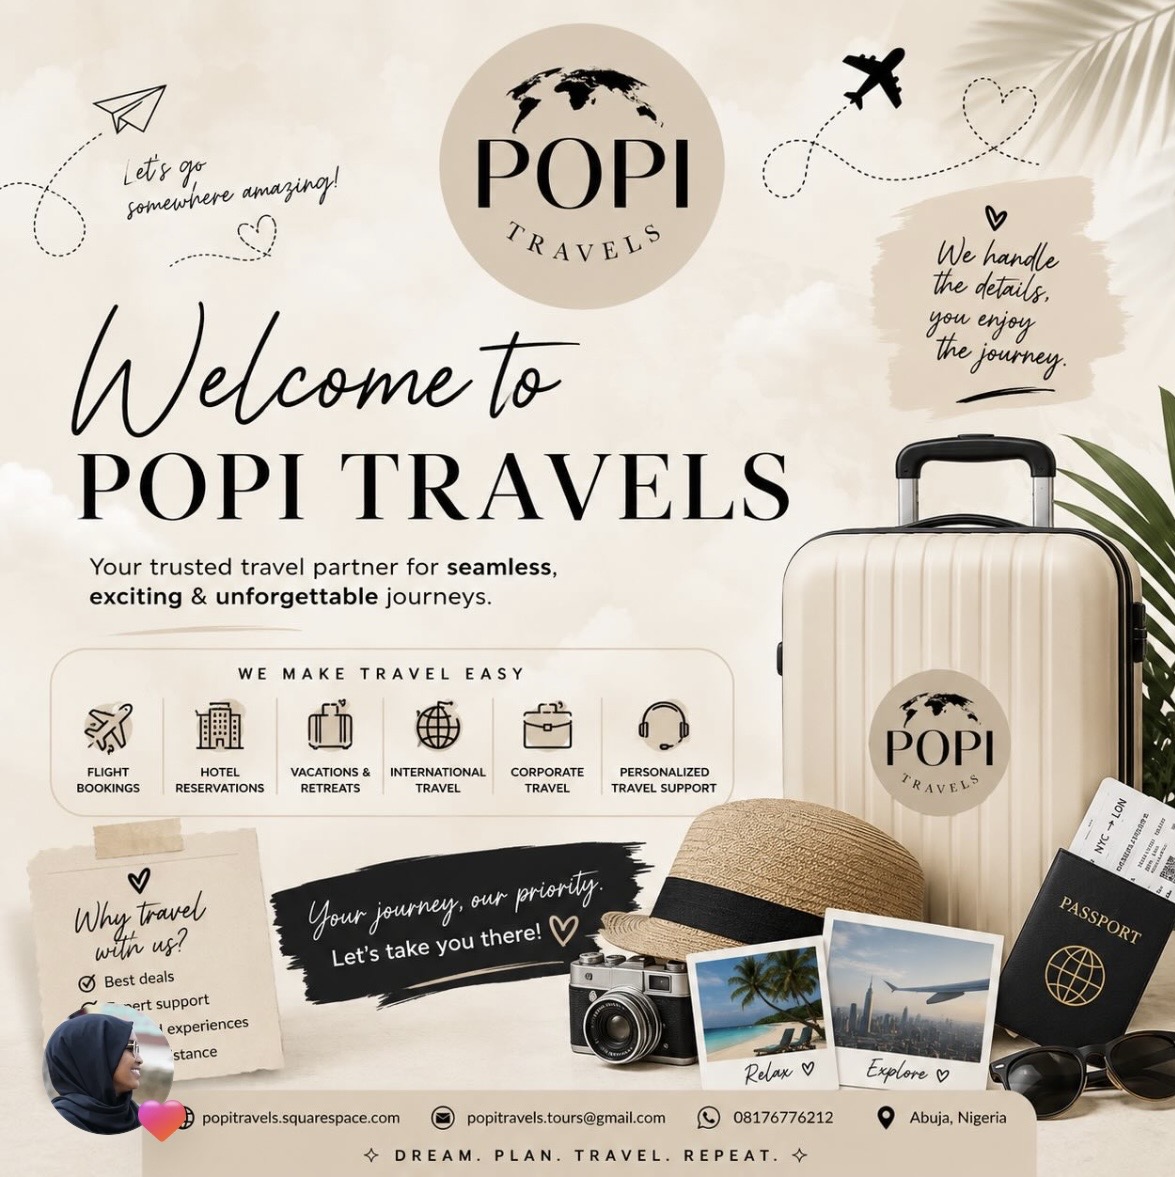 POPI
TRAVELS
Let's go
somewhere amazing!
We handle
the details,
you enjoy
the journey.
Welcome to
POPI TRAVELS
Your trusted travel partner for seamless,
exciting & unforgettable journeys.
WE MAKE TRAVEL EASY
FLIGHT
BOOKINGS
HOTEL
RESERVATIONS
VACATIONS &
RETREATS
INTERNATIONAL
TRAVEL
CORPORATE
TRAVEL
PERSONALIZED
TRAVEL SUPPORT
POPI
TRAVELS
Why travel
with us?
Best deals
support
experiences
Your journey, our priority.
Let's take you there!
NYC → LON
PASSPORT
Relax
Explore
popitravels.squarespace.com
popitravels.tours@gmail.com
08176776212
Abuja, Nigeria
DREAM. PLAN. TRAVEL. REPEAT.